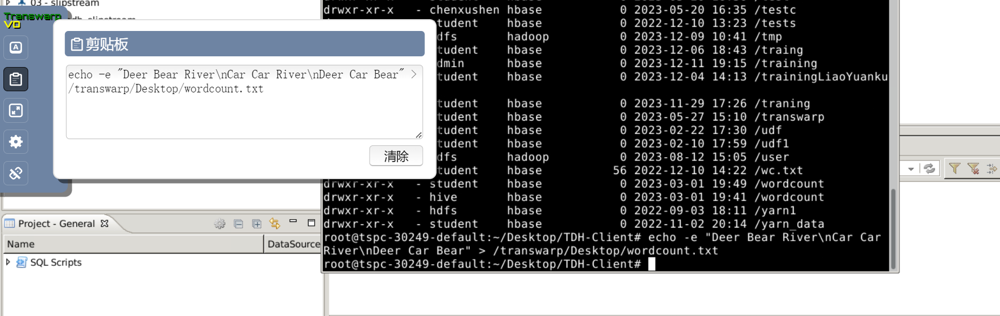 03 - slipstream
Transwarp
VD
剪贴板
echo -e "Deer Bear River\nCar Car River\nDeer Car Bear" >
/transwarp/Desktop/wordcount.txt
清除
Project - General
Name DataSource
SQL Scripts
drwxr-xr-x - chenxushen hbase 0 2023-05-20 16:35 /testc
tudent hbase 0 2022-12-10 13:23 /tests
dfs hadoop 0 2023-12-09 10:41 /tmp
tudent hbase 0 2023-12-06 18:43 /traing
dmin hbase 0 2023-12-11 19:15 /training
tudent hbase 0 2023-12-04 14:13 /trainingLiaoYuanku
tudent hbase 0 2023-11-29 17:26 /traning
tudent hbase 0 2023-05-27 15:10 /transwarp
tudent hbase 0 2023-02-22 17:30 /udf
tudent hbase 0 2023-02-10 17:59 /udf1
dfs hadoop 0 2023-08-12 15:05 /user
tudent hbase 56 2022-12-10 14:22 /wc.txt
drwxr-xr-x - student hbase 0 2023-03-01 19:49 /wordcount
drwxr-xr-x - hive hbase 0 2023-03-01 19:41 /wordcount
drwxr-xr-x - hdfs hbase 0 2022-09-03 18:11 /yarn1
drwxr-xr-x - student hbase 0 2022-11-02 20:14 /yarn_data
root@tspc-30249-default:~/Desktop/TDH-Client# echo -e "Deer Bear River\nCar Car
River\nDeer Car Bear" > /transwarp/Desktop/wordcount.txt
root@tspc-30249-default:~/Desktop/TDH-Client#